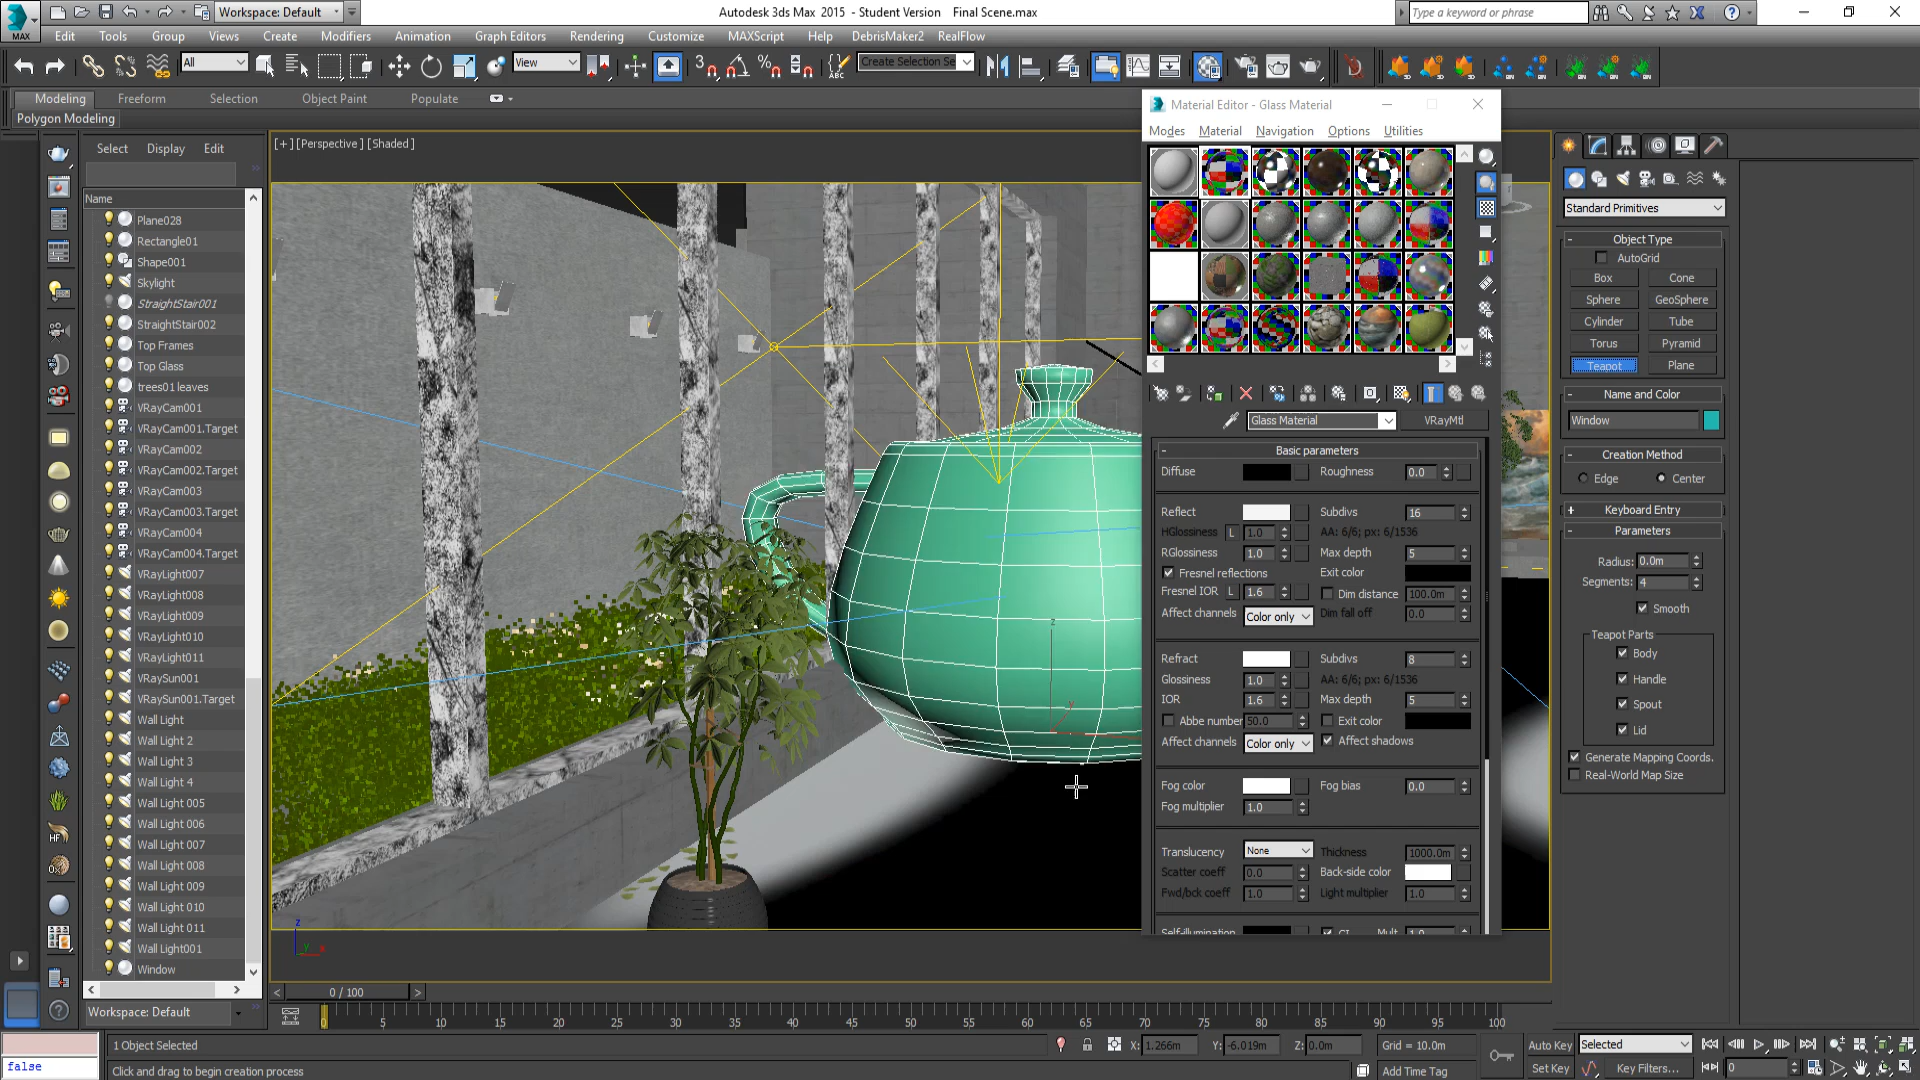 Workspace: Default
Autodesk 3ds Max 2015 - Student Version Final Scene.max
Type a keyword or phrase
MAX
Edit Tools Group Views Create Modifiers Animation Graph Editors Rendering Customize MAXScript Help DebrisMaker2 RealFlow
All
View
Create Selection Se
Modeling Freeform Selection Object Paint Populate
Polygon Modeling
Select Display Edit
Name
Plane028
Rectangle01
Shape001
Skylight
StraightStair001
StraightStair002
Top Frames
Top Glass
trees01 leaves
VRayCam001
VRayCam001.Target
VRayCam002
VRayCam002.Target
VRayCam003
VRayCam003.Target
VRayCam004
VRayCam004.Target
VRayLight007
VRayLight008
VRayLight009
VRayLight010
VRayLight011
VRaySun001
VRaySun001.Target
Wall Light
Wall Light 2
Wall Light 3
Wall Light 4
Wall Light 005
Wall Light 006
Wall Light 007
Wall Light 008
Wall Light 009
Wall Light 010
Wall Light 011
Wall Light001
Window
Workspace: Default
[+][Perspective][Shaded]
z
y
x
z
y
Material Editor - Glass Material
Modes Material Navigation Options Utilities
Glass Material VRayMtl
- Basic parameters
Diffuse Roughness 0.0
Reflect Subdivs 16
HGlossiness L 1.0 AA: 6/6; px: 6/1536
RGlossiness 1.0 Max depth 5
Fresnel reflections Exit color
Fresnel IOR L 1.6 Dim distance 100.0m
Affect channels Color only Dim fall off 0.0
Refract Subdivs 8
Glossiness 1.0 AA: 6/6; px: 6/1536
IOR 1.6 Max depth 5
Abbe number 50.0 Exit color
Affect channels Color only Affect shadows
Fog color Fog bias 0.0
Fog multiplier 1.0
Translucency None Thickness 1000.0m
Scatter coeff 0.0 Back-side color
Fwd/bck coeff 1.0 Light multiplier 1.0
Self-illumination GI Mult 1.0
Standard Primitives
- Object Type
AutoGrid
Box Cone
Sphere GeoSphere
Cylinder Tube
Torus Pyramid
Teapot Plane
- Name and Color
Window
- Creation Method
Edge Center
+ Keyboard Entry
- Parameters
Radius: 0.0m
Segments: 4
Smooth
Teapot Parts
Body
Handle
Spout
Lid
Generate Mapping Coords.
Real-World Map Size
< 0 / 100 >
0 5 10 15 20 25 30 35 40 45 50 55 60 65 70 75 80 85 90 95 100
1 Object Selected X: 1.266m Y: -6.019m Z: 0.0m Grid = 10.0m Auto Key Selected
false
Click and drag to begin creation process Add Time Tag Set Key Key Filters... 0